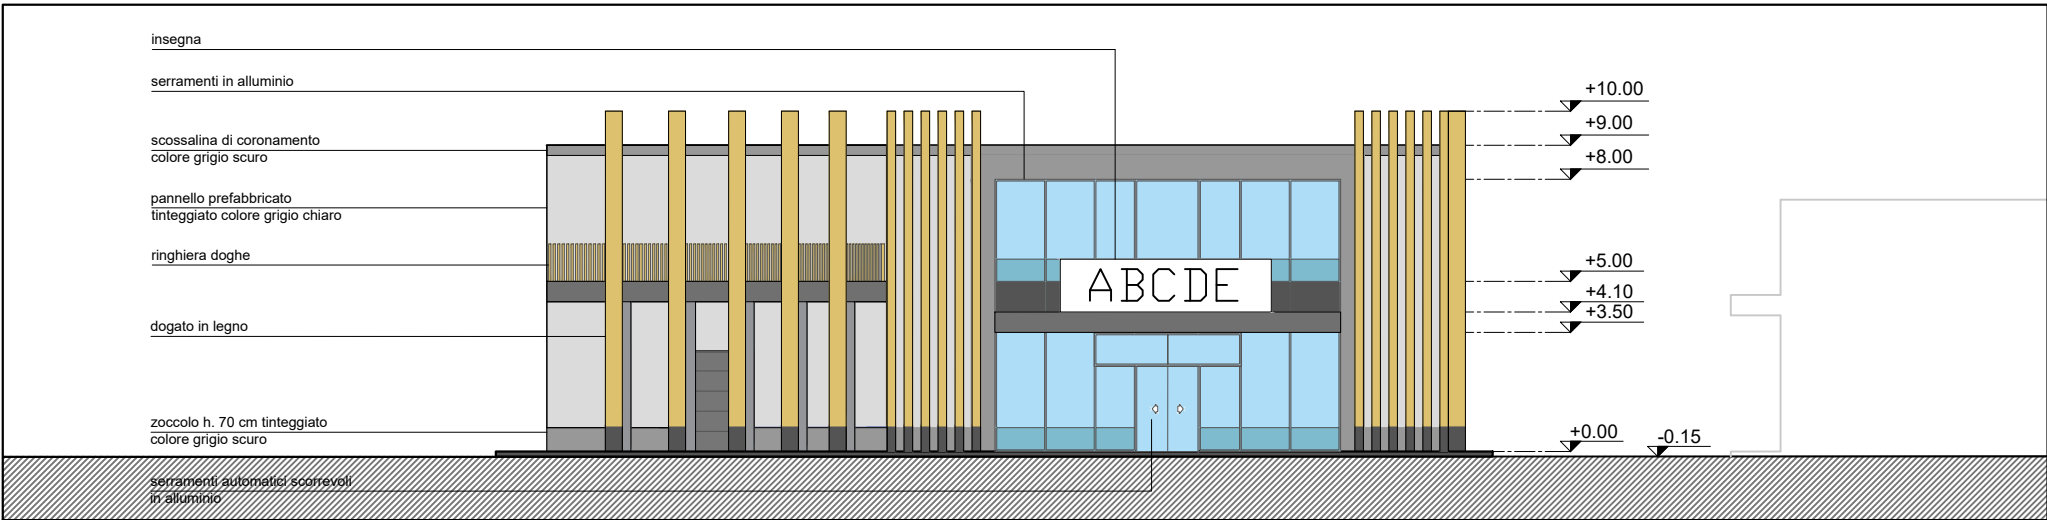 insegna
serramenti in alluminio
scossalina di coronamento
colore grigio scuro
pannello prefabbricato
tinteggiato colore grigio chiaro
ringhiera doghe
dogato in legno
zoccolo h. 70 cm tinteggiato
colore grigio scuro
serramenti automatici scorrevoli
in alluminio
ABCDE
+10.00
+9.00
+8.00
+5.00
+4.10
+3.50
+0.00
-0.15